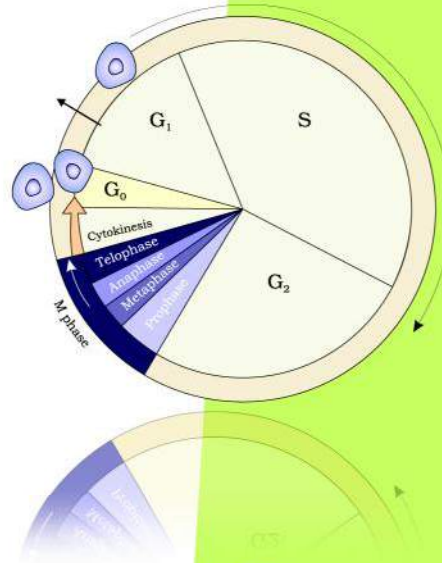 G₁
S
G₀
Cytokinesis
Telophase
Anaphase
Metaphase
Prophase
G₂
M phase